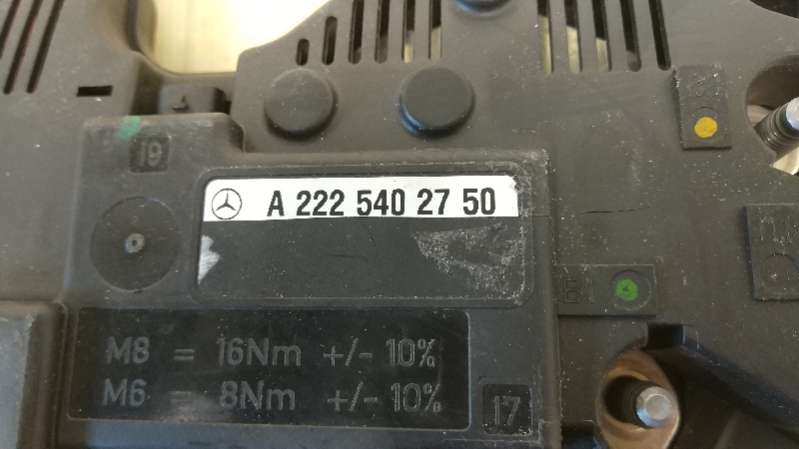 19
A 222 540 27 50
M8 = 16Nm +/- 10%
M6 = 8Nm +/- 10%
17